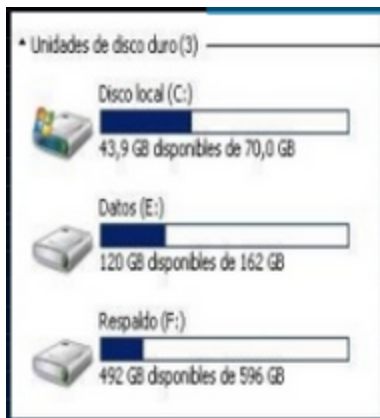 Unidades de disco duro (3)
Disco local (C:)
43,9 GB disponibles de 70,0 GB
Datos (E:)
120 GB disponibles de 162 GB
Respaldo (F:)
492 GB disponibles de 596 GB